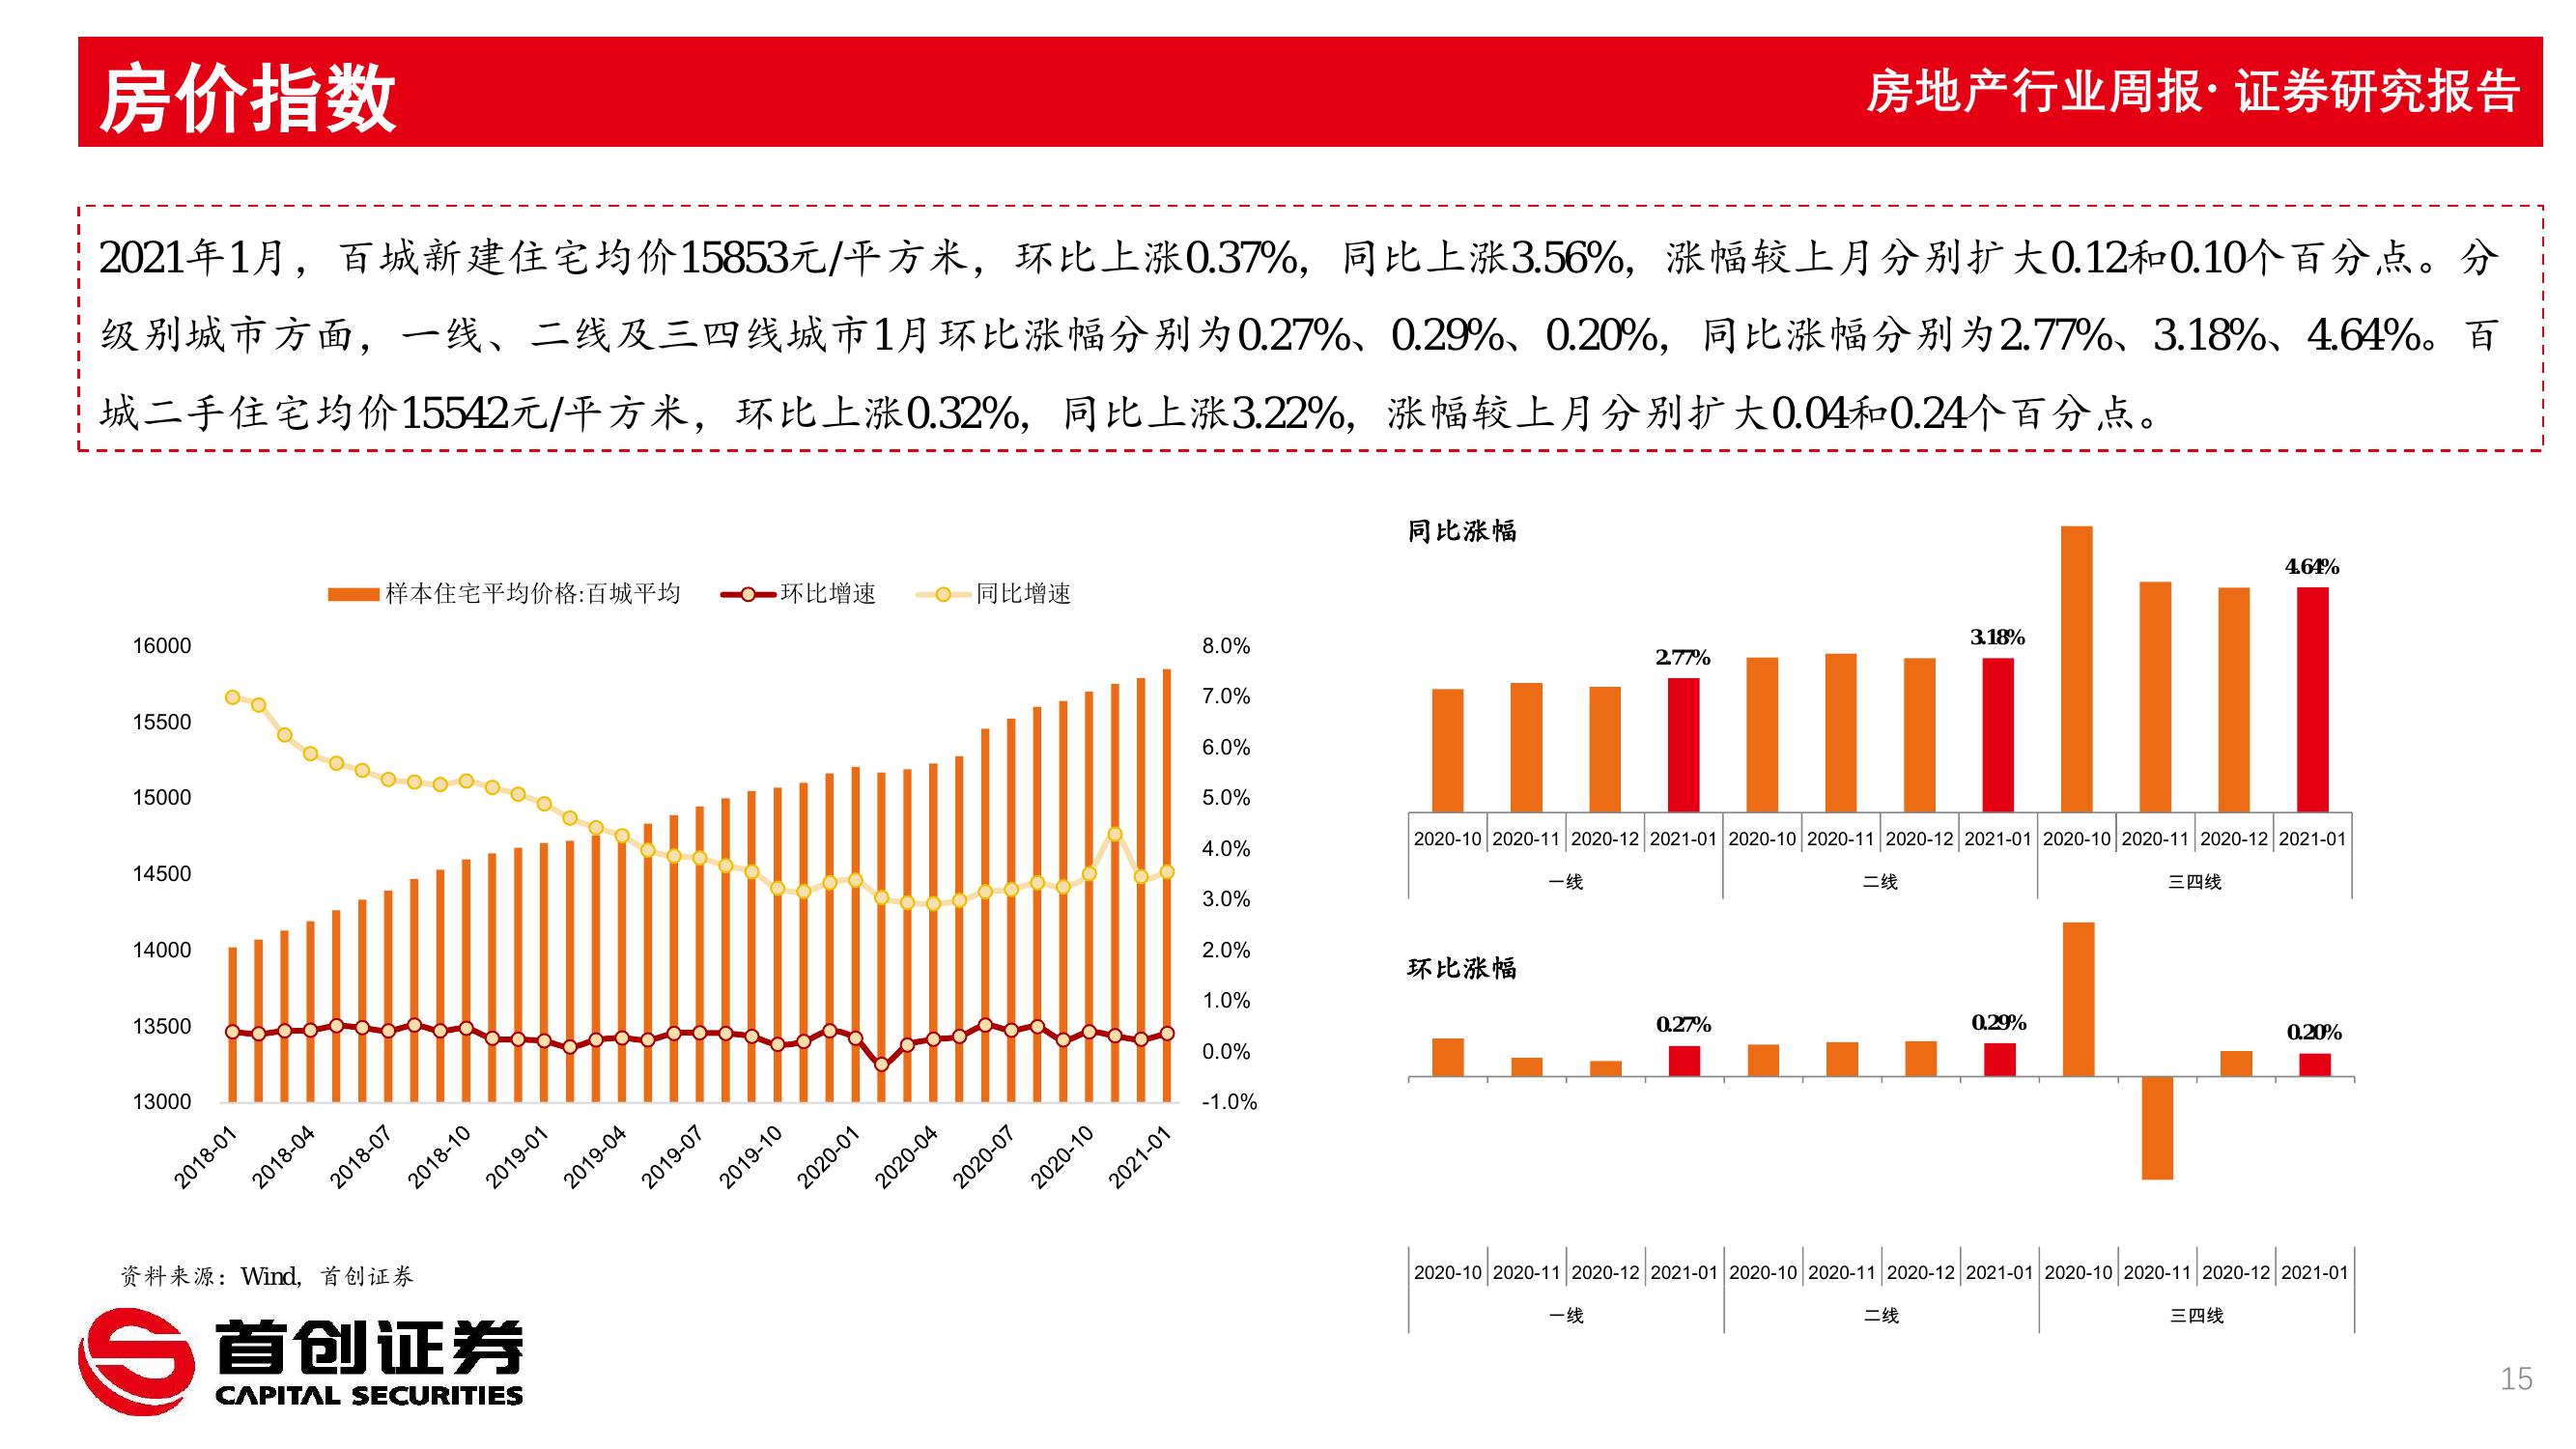 房价指数
房地产行业周报· 证券研究报告
2021年1月，百城新建住宅均价15853元/平方米，环比上涨0.37%，同比上涨3.56%，涨幅较上月分别扩大0.12和0.10个百分点。分
级别城市方面，一线、二线及三四线城市1月环比涨幅分别为0.27%、0.29%、0.20%，同比涨幅分别为2.77%、3.18%、4.64%。百
城二手住宅均价15542元/平方米，环比上涨0.32%，同比上涨3.22%，涨幅较上月分别扩大0.04和0.24个百分点。
样本住宅平均价格:百城平均 环比增速 同比增速
16000
15500
15000
14500
14000
13500
13000
8.0%
7.0%
6.0%
5.0%
4.0%
3.0%
2.0%
1.0%
0.0%
-1.0%
2018-01 2018-04 2018-07 2018-10 2019-01 2019-04 2019-07 2019-10 2020-01 2020-04 2020-07 2020-10 2021-01
同比涨幅
2.77% 3.18% 4.64%
2020-10 2020-11 2020-12 2021-01 2020-10 2020-11 2020-12 2021-01 2020-10 2020-11 2020-12 2021-01
一线 二线 三四线
环比涨幅
0.27% 0.29% 0.20%
2020-10 2020-11 2020-12 2021-01 2020-10 2020-11 2020-12 2021-01 2020-10 2020-11 2020-12 2021-01
一线 二线 三四线
资料来源：Wind，首创证券
首创证券
CAPITAL SECURITIES
15